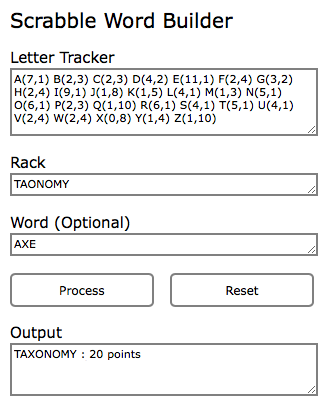 Scrabble Word Builder
Letter Tracker
A(7,1) B(2,3) C(2,3) D(4,2) E(11,1) F(2,4) G(3,2)
H(2,4) I(9,1) J(1,8) K(1,5) L(4,1) M(1,3) N(5,1)
O(6,1) P(2,3) Q(1,10) R(6,1) S(4,1) T(5,1) U(4,1)
V(2,4) W(2,4) X(0,8) Y(1,4) Z(1,10)
Rack
TAONOMY
Word (Optional)
AXE
Process Reset
Output
TAXONOMY : 20 points